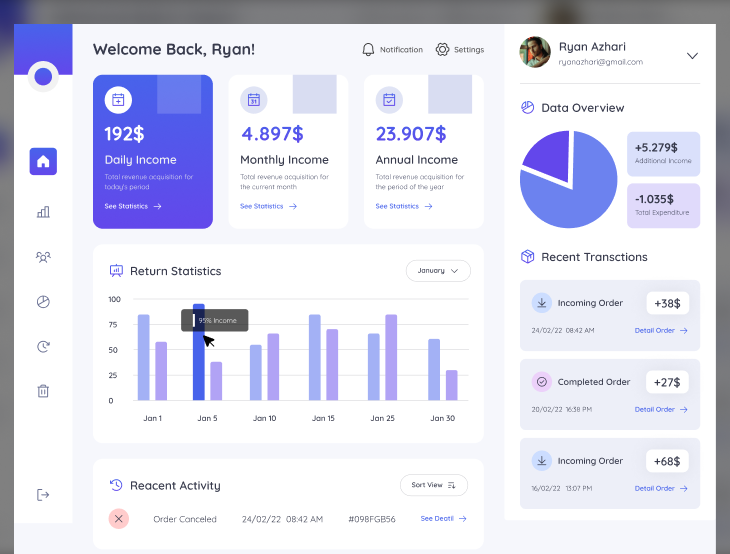 Welcome Back, Ryan!
Notification
Settings
192$
Daily Income
Total revenue acquisition for
today's period
See Statistics
31
4.897$
Monthly Income
Total revenue acquisition for
the current month
See Statistics
23.907$
Annual Income
Total revenue acquisition for
the period of the year
See Statistics
Return Statistics
January
100
75
50
25
0
95% Income
Jan 1
Jan 5
Jan 10
Jan 15
Jan 25
Jan 30
Reacent Activity
Sort View
Order Canceled
24/02/22 08:42 AM
#098FGB56
See Deatil
Ryan Azhari
ryanazhari@gmail.com
Data Overview
+5.279$
Additional Income
-1.035$
Total Expenditure
Recent Transctions
Incoming Order
+38$
24/02/22 08:42 AM
Detail Order
Completed Order
+27$
20/02/22 16:38 PM
Detail Order
Incoming Order
+68$
16/02/22 13:07 PM
Detail Order